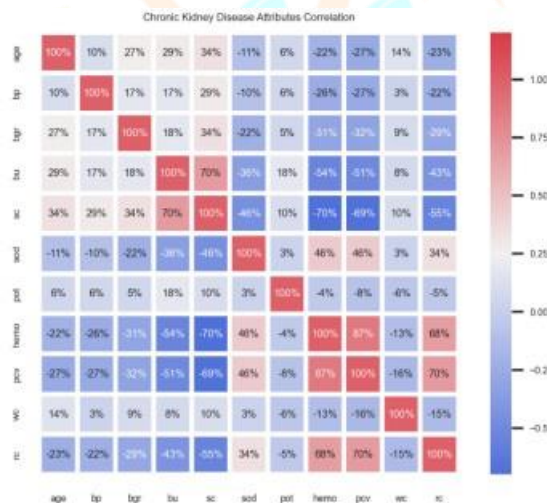 Chronic Kidney Disease Attributes Correlation
age 100% 10% 27% 29% 34% -11% 6% -22% -27% 14% -23%
bp 10% 100% 17% 17% 29% -10% 6% -26% -27% 3% -22%
bgr 27% 17% 100% 18% 34% -22% 5% -31% -32% 9% -29%
bu 29% 17% 18% 100% 70% -36% 18% -54% -51% 8% -43%
sc 34% 29% 34% 70% 100% -46% 10% -70% -69% 10% -55%
sod -11% -10% -22% -36% -46% 100% 3% 46% 46% 3% 34%
pot 6% 6% 5% 18% 10% 3% 100% -4% -8% -6% -5%
hemo -22% -26% -31% -54% -70% 46% -4% 100% 87% -13% 68%
pcv -27% -27% -32% -51% -69% 46% -8% 87% 100% -16% 70%
wc 14% 3% 9% 8% 10% 3% -6% -13% -16% 100% -15%
rc -23% -22% -29% -43% -55% 34% -5% 68% 70% -15% 100%
age bp bgr bu sc sod pot hemo pcv wc rc
1.00
0.75
0.50
0.25
0.00